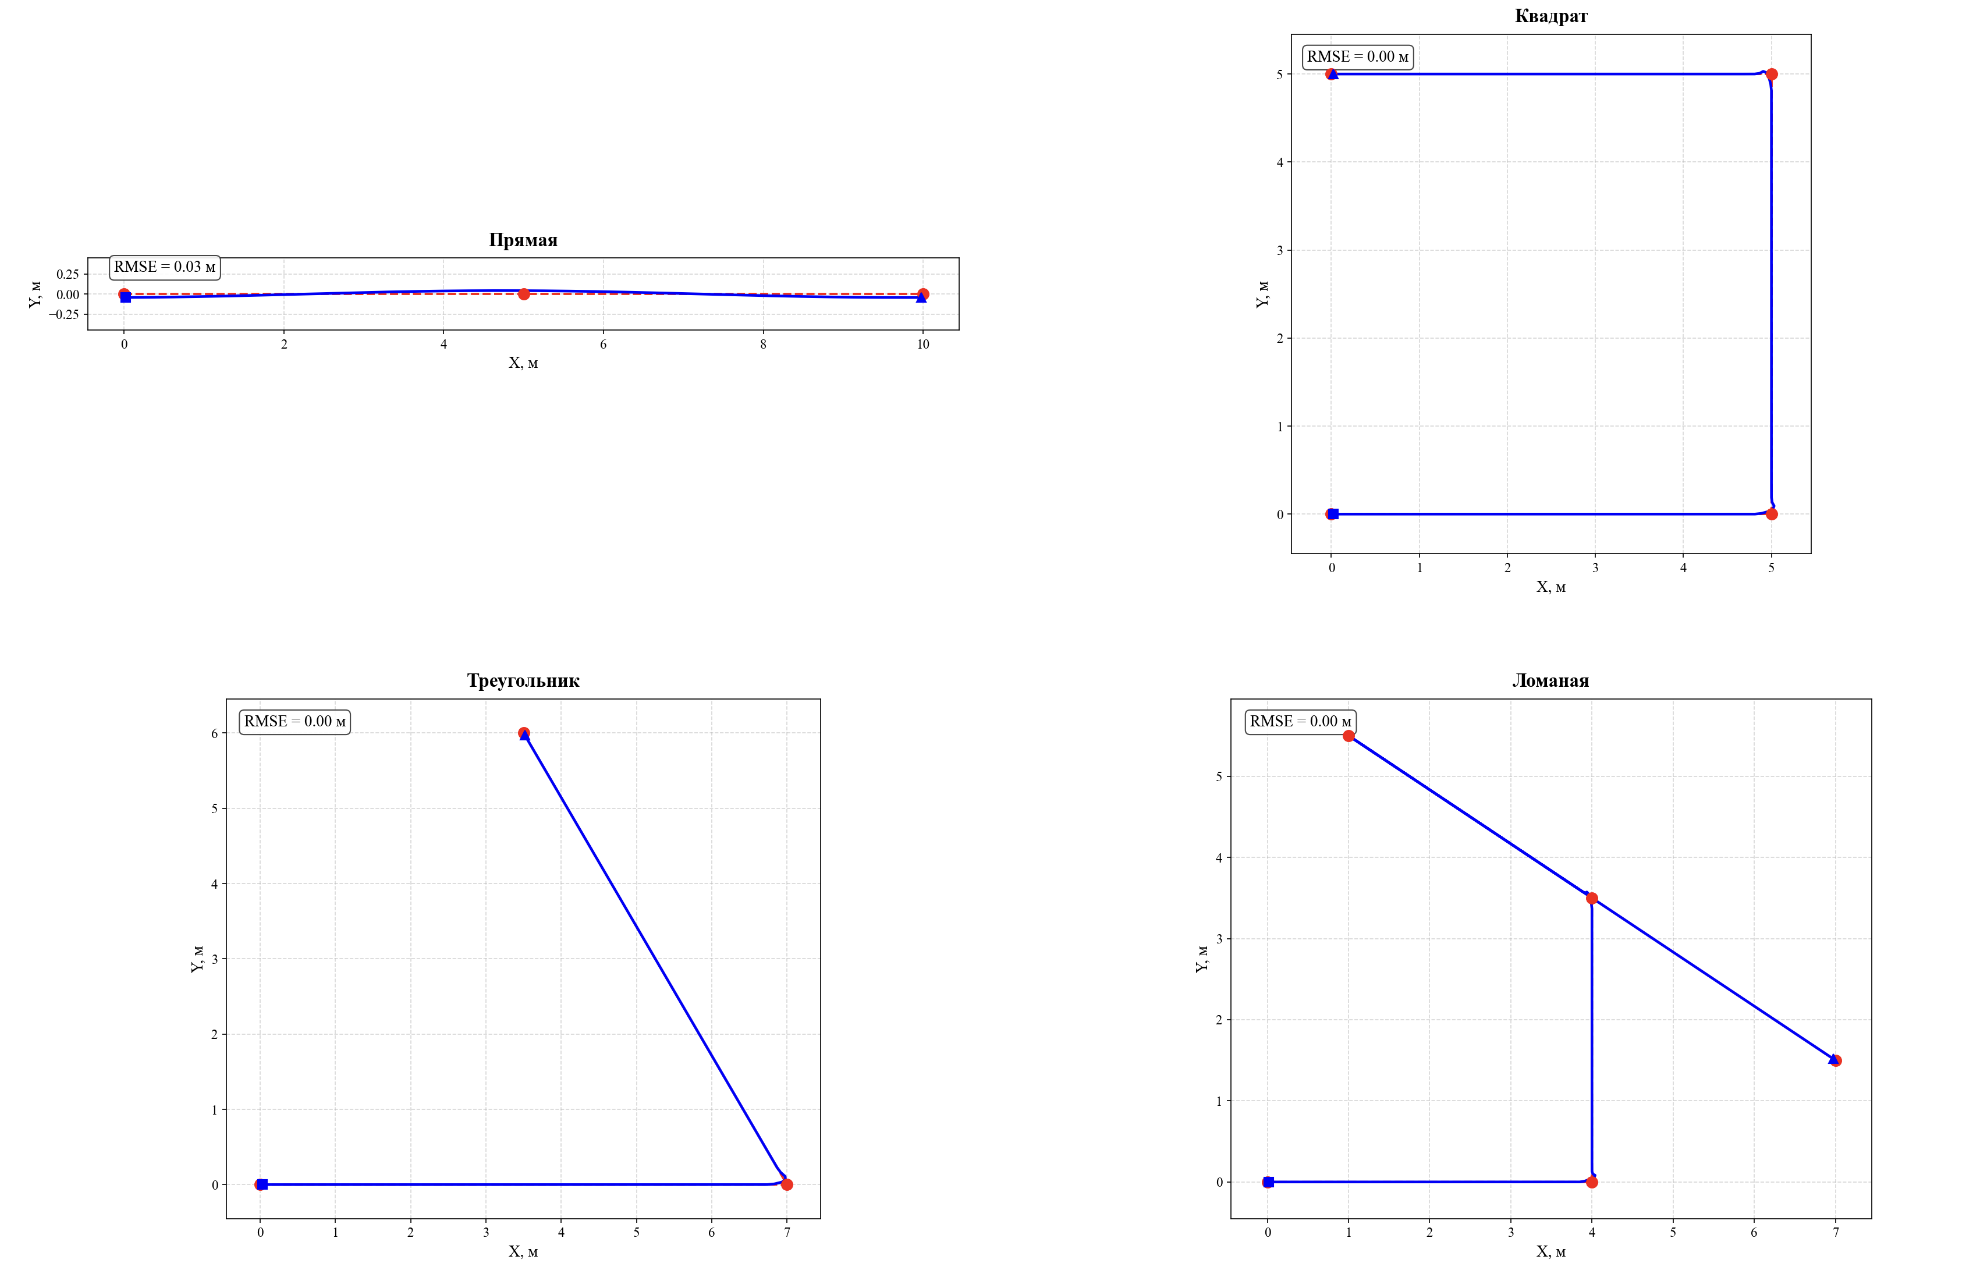 Прямая
RMSE = 0.03 м
0.25
0.00
−0.25
Y, м
0 2 4 6 8 10
X, м
Квадрат
RMSE = 0.00 м
5
4
3
2
1
0
Y, м
0 1 2 3 4 5
X, м
Треугольник
RMSE = 0.00 м
6
5
4
3
2
1
0
Y, м
0 1 2 3 4 5 6 7
X, м
Ломаная
RMSE = 0.00 м
5
4
3
2
1
0
Y, м
0 1 2 3 4 5 6 7
X, м